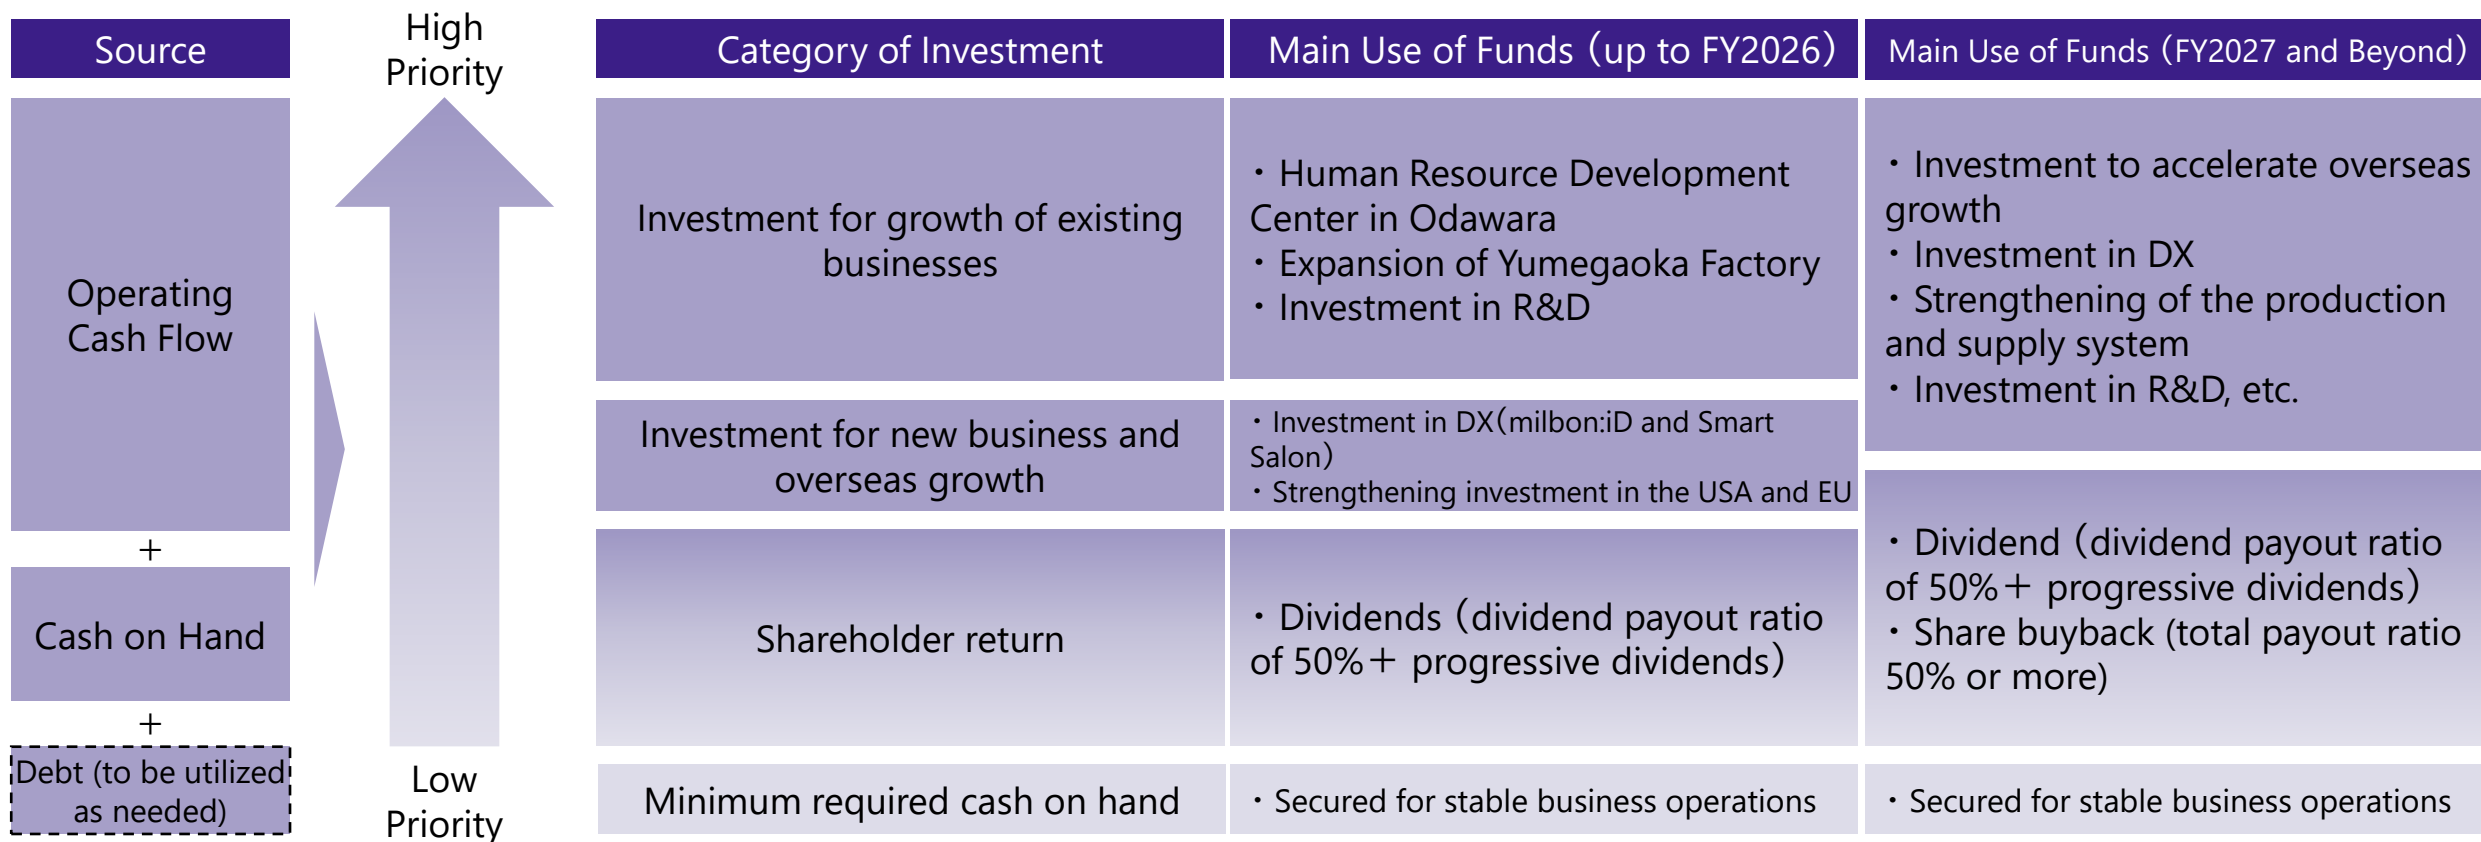 Source
High
Priority
Category of Investment
Main Use of Funds (up to FY2026)
Main Use of Funds (FY2027 and Beyond)
Operating
Cash Flow
+
Cash on Hand
+
Debt (to be utilized
as needed)
Low
Priority
Investment for growth of existing
businesses
・Human Resource Development
Center in Odawara
・Expansion of Yumegaoka Factory
・Investment in R&D
・Investment to accelerate overseas
growth
・Investment in DX
・Strengthening of the production
and supply system
・Investment in R&D, etc.
Investment for new business and
overseas growth
・Investment in DX(milbon:iD and Smart
Salon)
・Strengthening investment in the USA and EU
Shareholder return
・Dividends (dividend payout ratio
of 50%+ progressive dividends)
・Dividend (dividend payout ratio
of 50%+ progressive dividends)
・Share buyback (total payout ratio
50% or more)
Minimum required cash on hand
・Secured for stable business operations
・Secured for stable business operations